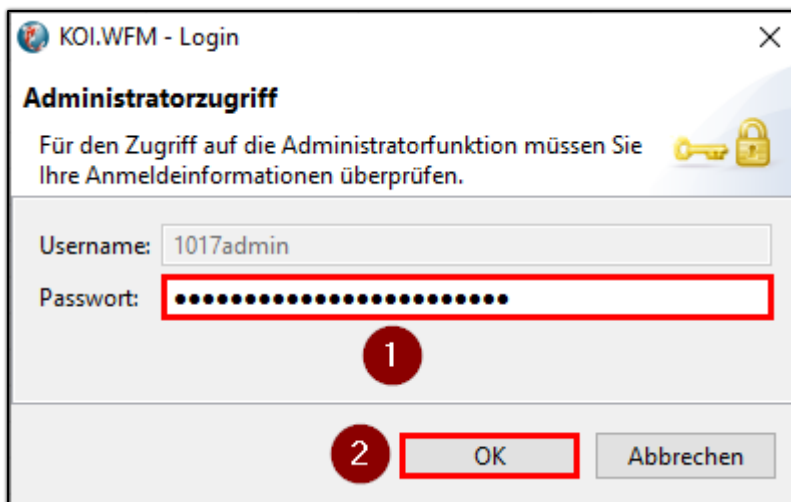 KOI.WFM - Login
Administratorzugriff
Für den Zugriff auf die Administratorfunktion müssen Sie
Ihre Anmeldeinformationen überprüfen.
Username: 1017admin
Passwort: ●●●●●●●●●●●●●●●●●●●●●●●●
1
2 OK Abbrechen